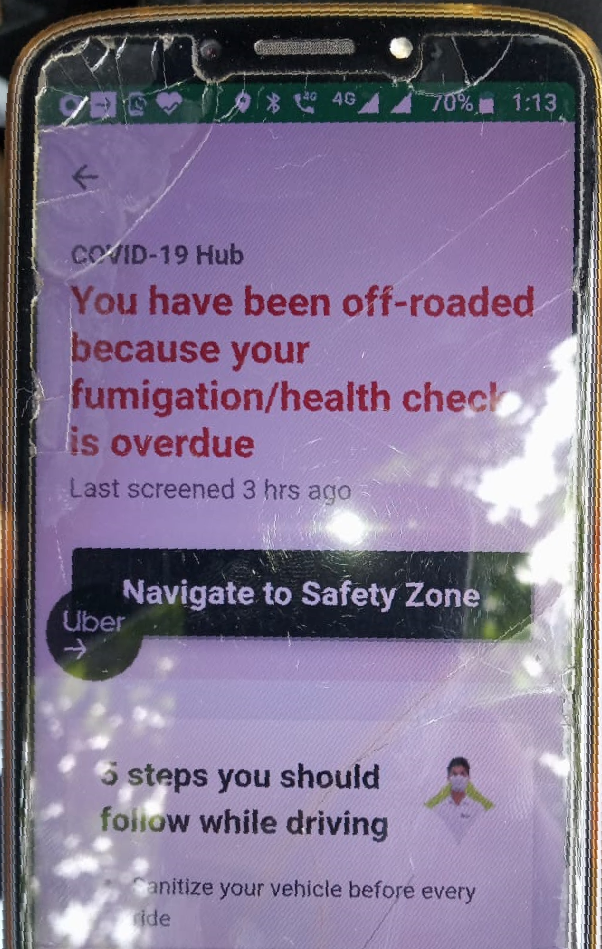 4G 70% 1:13
COVID-19 Hub
You have been off-roaded
because your
fumigation/health check
is overdue
Last screened 3 hrs ago
Navigate to Safety Zone
Uber
5 steps you should
follow while driving
Sanitize your vehicle before every
ride